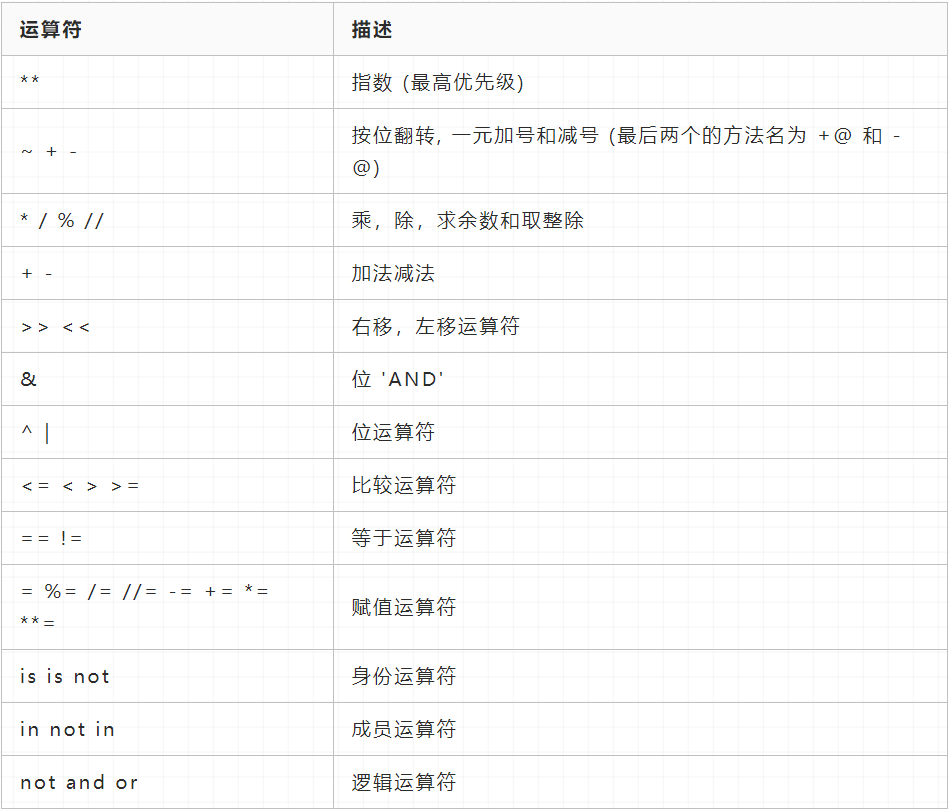 运算符 描述
** 指数 (最高优先级)
~ + - 按位翻转, 一元加号和减号 (最后两个的方法名为 +@ 和 -
@)
* / % // 乘，除，求余数和取整除
+ - 加法减法
>> << 右移，左移运算符
& 位 'AND'
^ | 位运算符
<= < > >= 比较运算符
== != 等于运算符
= %= /= //= -= += *=
**=
赋值运算符
is is not 身份运算符
in not in 成员运算符
not and or 逻辑运算符